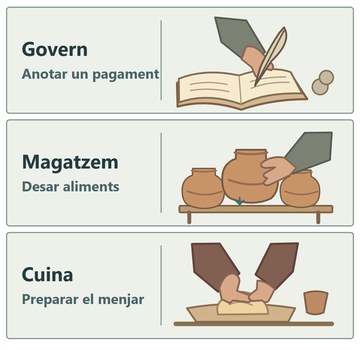 Govern
Anotar un pagament
Magatzem
Desar aliments
Cuina
Preparar el menjar